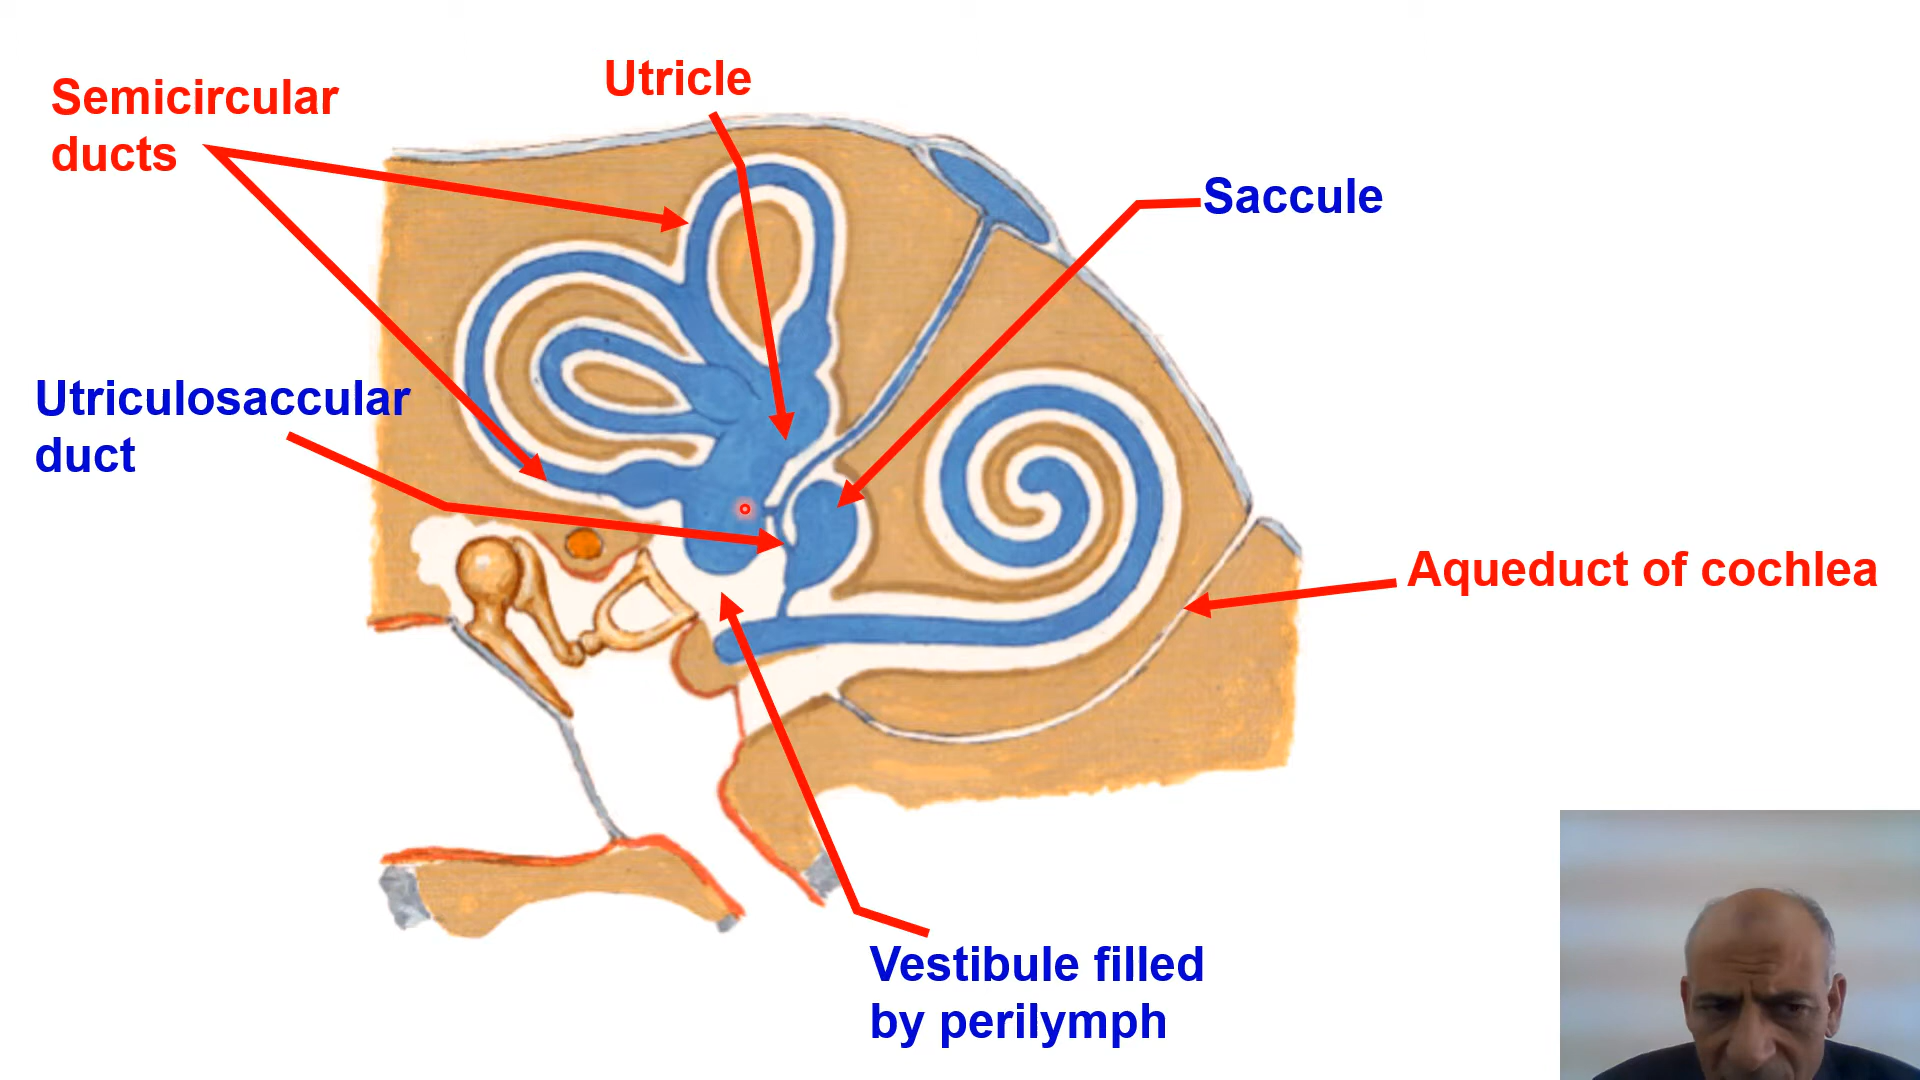 Utricle
Semicircular
ducts
Saccule
Utriculosaccular
duct
Aqueduct of cochlea
Vestibule filled
by perilymph